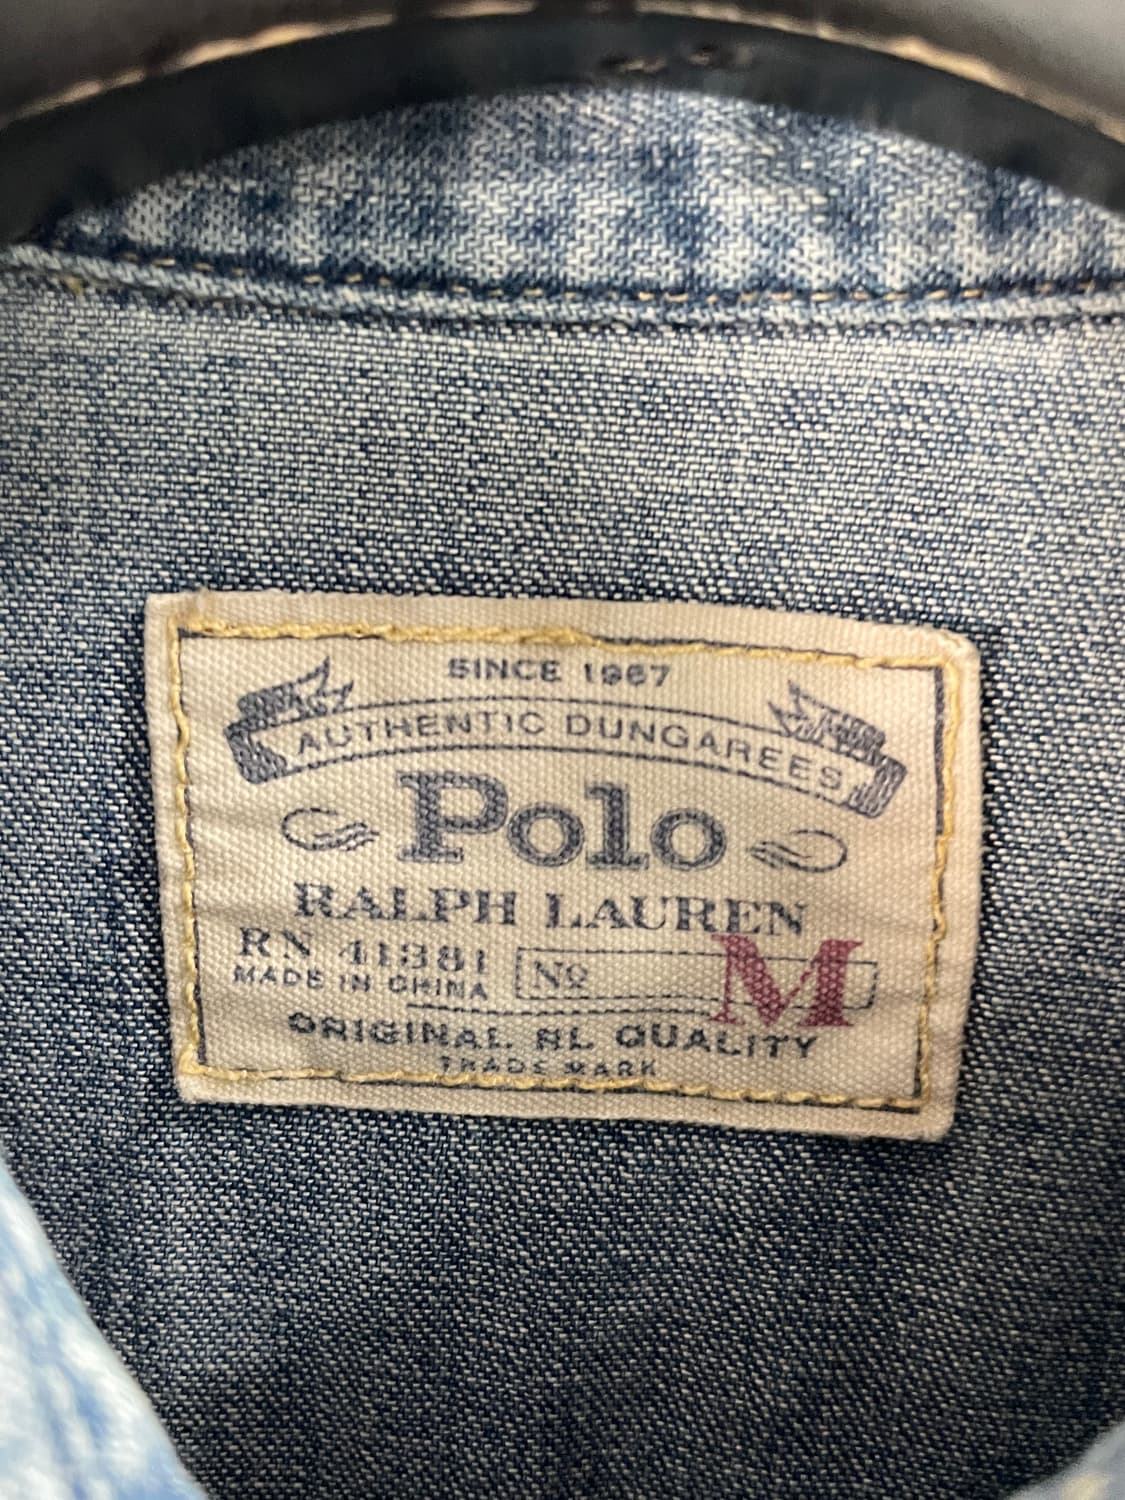 SINCE 1967
AUTHENTIC DUNGAREES
Polo
RALPH LAUREN
RN 41381
MADE IN CHINA
No M
ORIGINAL RL QUALITY
TRADE MARK